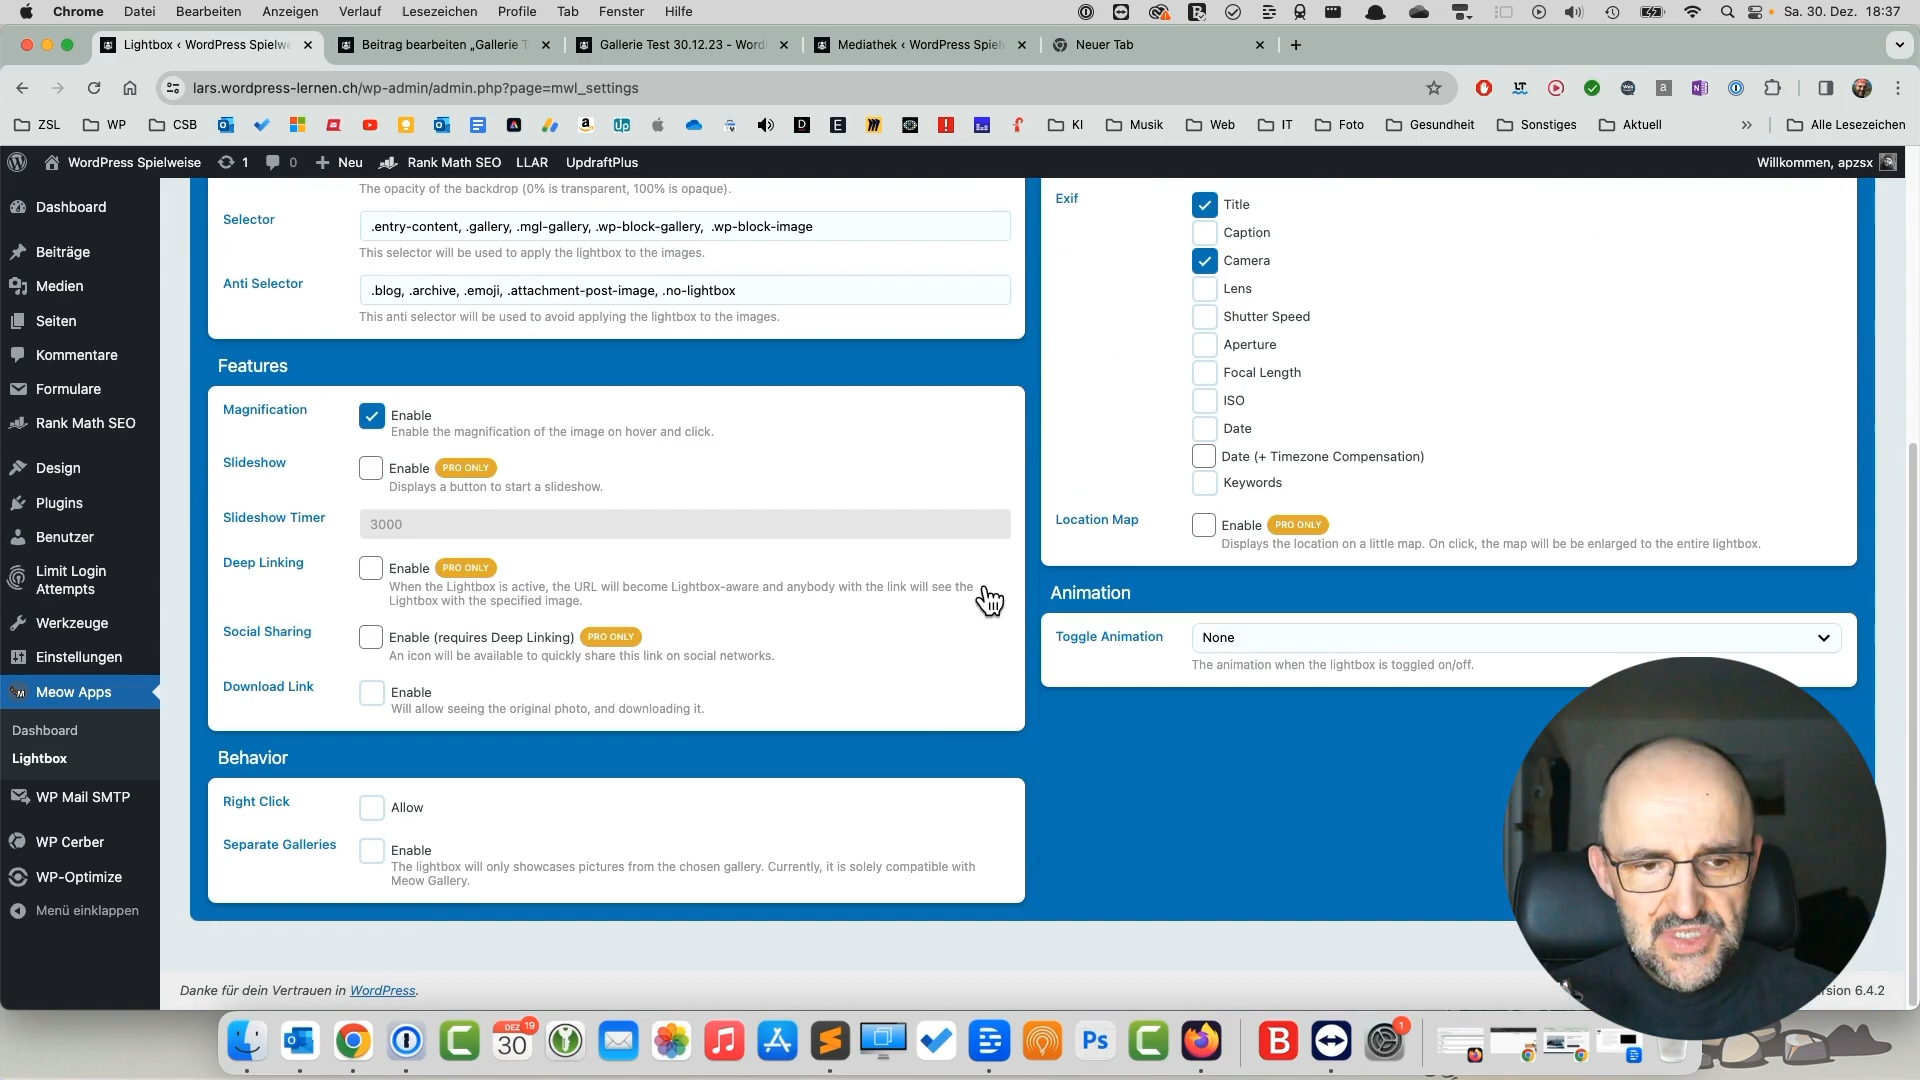 Chrome Datei Bearbeiten Anzeigen Verlauf Lesezeichen Profile Tab Fenster Hilfe Sa. 30. Dez. 18:37
Lightbox ‹ WordPress Spielwe
Beitrag bearbeiten „Gallerie T
Gallerie Test 30.12.23 - Word
Mediathek ‹ WordPress Spiel
Neuer Tab
lars.wordpress-lernen.ch/wp-admin/admin.php?page=mwl_settings
ZSL WP CSB KI Musik Web IT Foto Gesundheit Sonstiges Aktuell » Alle Lesezeichen
WordPress Spielweise 1 0 Neu Rank Math SEO LLAR UpdraftPlus Willkommen, apzsx
Dashboard
Beiträge
Medien
Seiten
Kommentare
Formulare
Rank Math SEO
Design
Plugins
Benutzer
Limit Login
Attempts
Werkzeuge
Einstellungen
Meow Apps
Dashboard
Lightbox
WP Mail SMTP
WP Cerber
WP-Optimize
Menü einklappen
The opacity of the backdrop (0% is transparent, 100% is opaque).
Selector
.entry-content, .gallery, .mgl-gallery, .wp-block-gallery, .wp-block-image
This selector will be used to apply the lightbox to the images.
Anti Selector
.blog, .archive, .emoji, .attachment-post-image, .no-lightbox
This anti selector will be used to avoid applying the lightbox to the images.
Features
Magnification
Enable
Enable the magnification of the image on hover and click.
Slideshow
Enable PRO ONLY
Displays a button to start a slideshow.
Slideshow Timer
3000
Deep Linking
Enable PRO ONLY
When the Lightbox is active, the URL will become Lightbox-aware and anybody with the link will see the
Lightbox with the specified image.
Social Sharing
Enable (requires Deep Linking) PRO ONLY
An icon will be available to quickly share this link on social networks.
Download Link
Enable
Will allow seeing the original photo, and downloading it.
Behavior
Right Click
Allow
Separate Galleries
Enable
The lightbox will only showcases pictures from the chosen gallery. Currently, it is solely compatible with
Meow Gallery.
Exif
Title
Caption
Camera
Lens
Shutter Speed
Aperture
Focal Length
ISO
Date
Date (+ Timezone Compensation)
Keywords
Location Map
Enable PRO ONLY
Displays the location on a little map. On click, the map will be be enlarged to the entire lightbox.
Animation
Toggle Animation
None
The animation when the lightbox is toggled on/off.
Danke für dein Vertrauen in WordPress.
rsion 6.4.2
DEZ 19
30
Ps
B
1